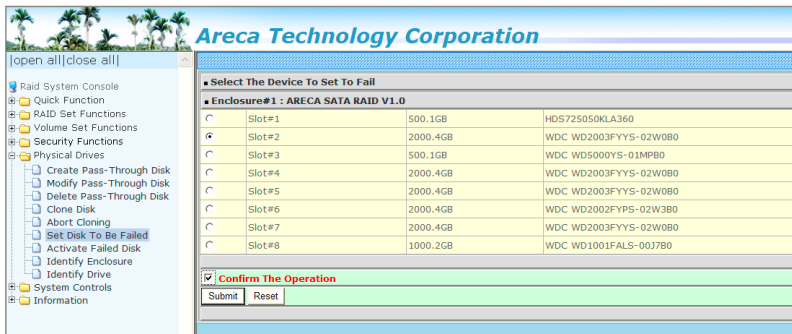 Areca Technology Corporation
|open all|close all|
Raid System Console
Quick Function
RAID Set Functions
Volume Set Functions
Security Functions
Physical Drives
Create Pass-Through Disk
Modify Pass-Through Disk
Delete Pass-Through Disk
Clone Disk
Abort Cloning
Set Disk To Be Failed
Activate Failed Disk
Identify Enclosure
Identify Drive
System Controls
Information
Select The Device To Set To Fail
Enclosure#1 : ARECA SATA RAID V1.0
Slot#1 500.1GB HDS725050KLA360
Slot#2 2000.4GB WDC WD2003FYYS-02W0B0
Slot#3 500.1GB WDC WD5000YS-01MPB0
Slot#4 2000.4GB WDC WD2003FYYS-02W0B0
Slot#5 2000.4GB WDC WD2003FYYS-02W0B0
Slot#6 2000.4GB WDC WD2002FYPS-02W3B0
Slot#7 2000.4GB WDC WD2003FYYS-02W0B0
Slot#8 1000.2GB WDC WD1001FALS-00J7B0
Confirm The Operation
Submit Reset